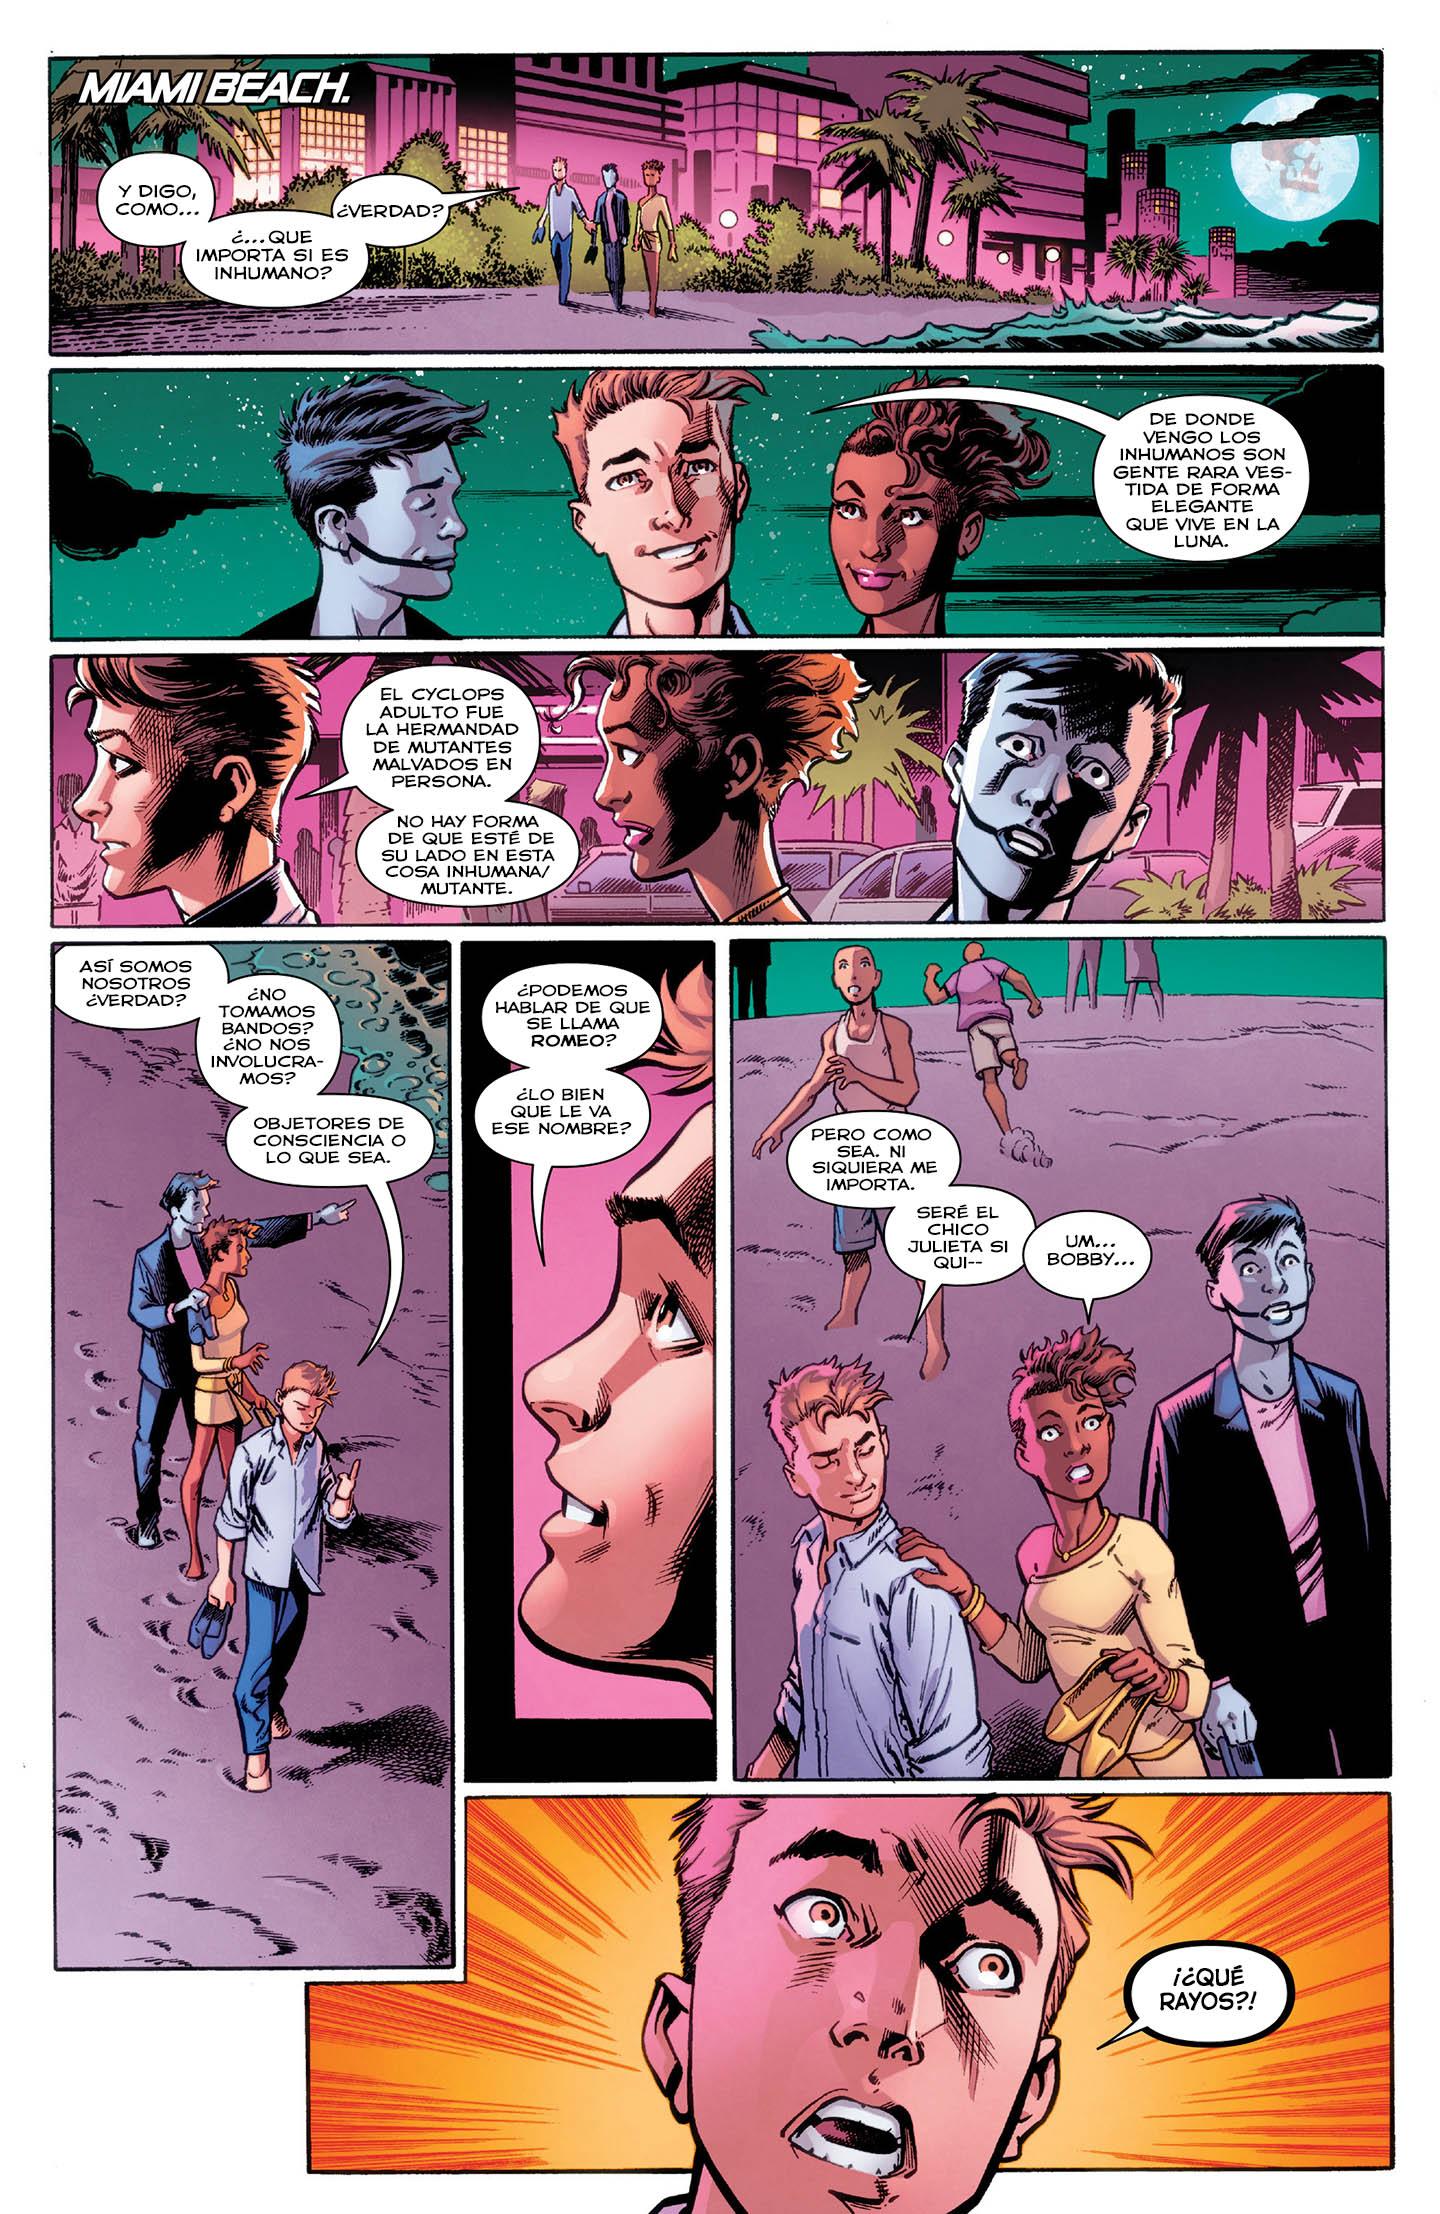 MIAMI BEACH.
Y DIGO,
COMO...
¿...QUE
IMPORTA SI ES
INHUMANO?
¿VERDAD?
DE DONDE
VENGO LOS
INHUMANOS SON
GENTE RARA VES-
TIDA DE FORMA
ELEGANTE
QUE VIVE EN LA
LUNA.
EL CYCLOPS
ADULTO FUE
LA HERMANDAD
DE MUTANTES
MALVADOS EN
PERSONA.
NO HAY FORMA
DE QUE ESTÉ DE
SU LADO EN ESTA
COSA INHUMANA/
MUTANTE.
ASÍ SOMOS
NOSOTROS
¿VERDAD?
¿NO
TOMAMOS
BANDOS?
¿NO NOS
INVOLUCRA-
MOS?
OBJETORES DE
CONSCIENCIA O
LO QUE SEA.
¿PODEMOS
HABLAR DE QUE
SE LLAMA
ROMEO?
¿LO BIEN
QUE LE VA
ESE NOMBRE?
PERO COMO
SEA. NI
SIQUIERA ME
IMPORTA.
SERÉ EL
CHICO
JULIETA SI
QUI--
UM...
BOBBY...
¡¿QUÉ
RAYOS?!